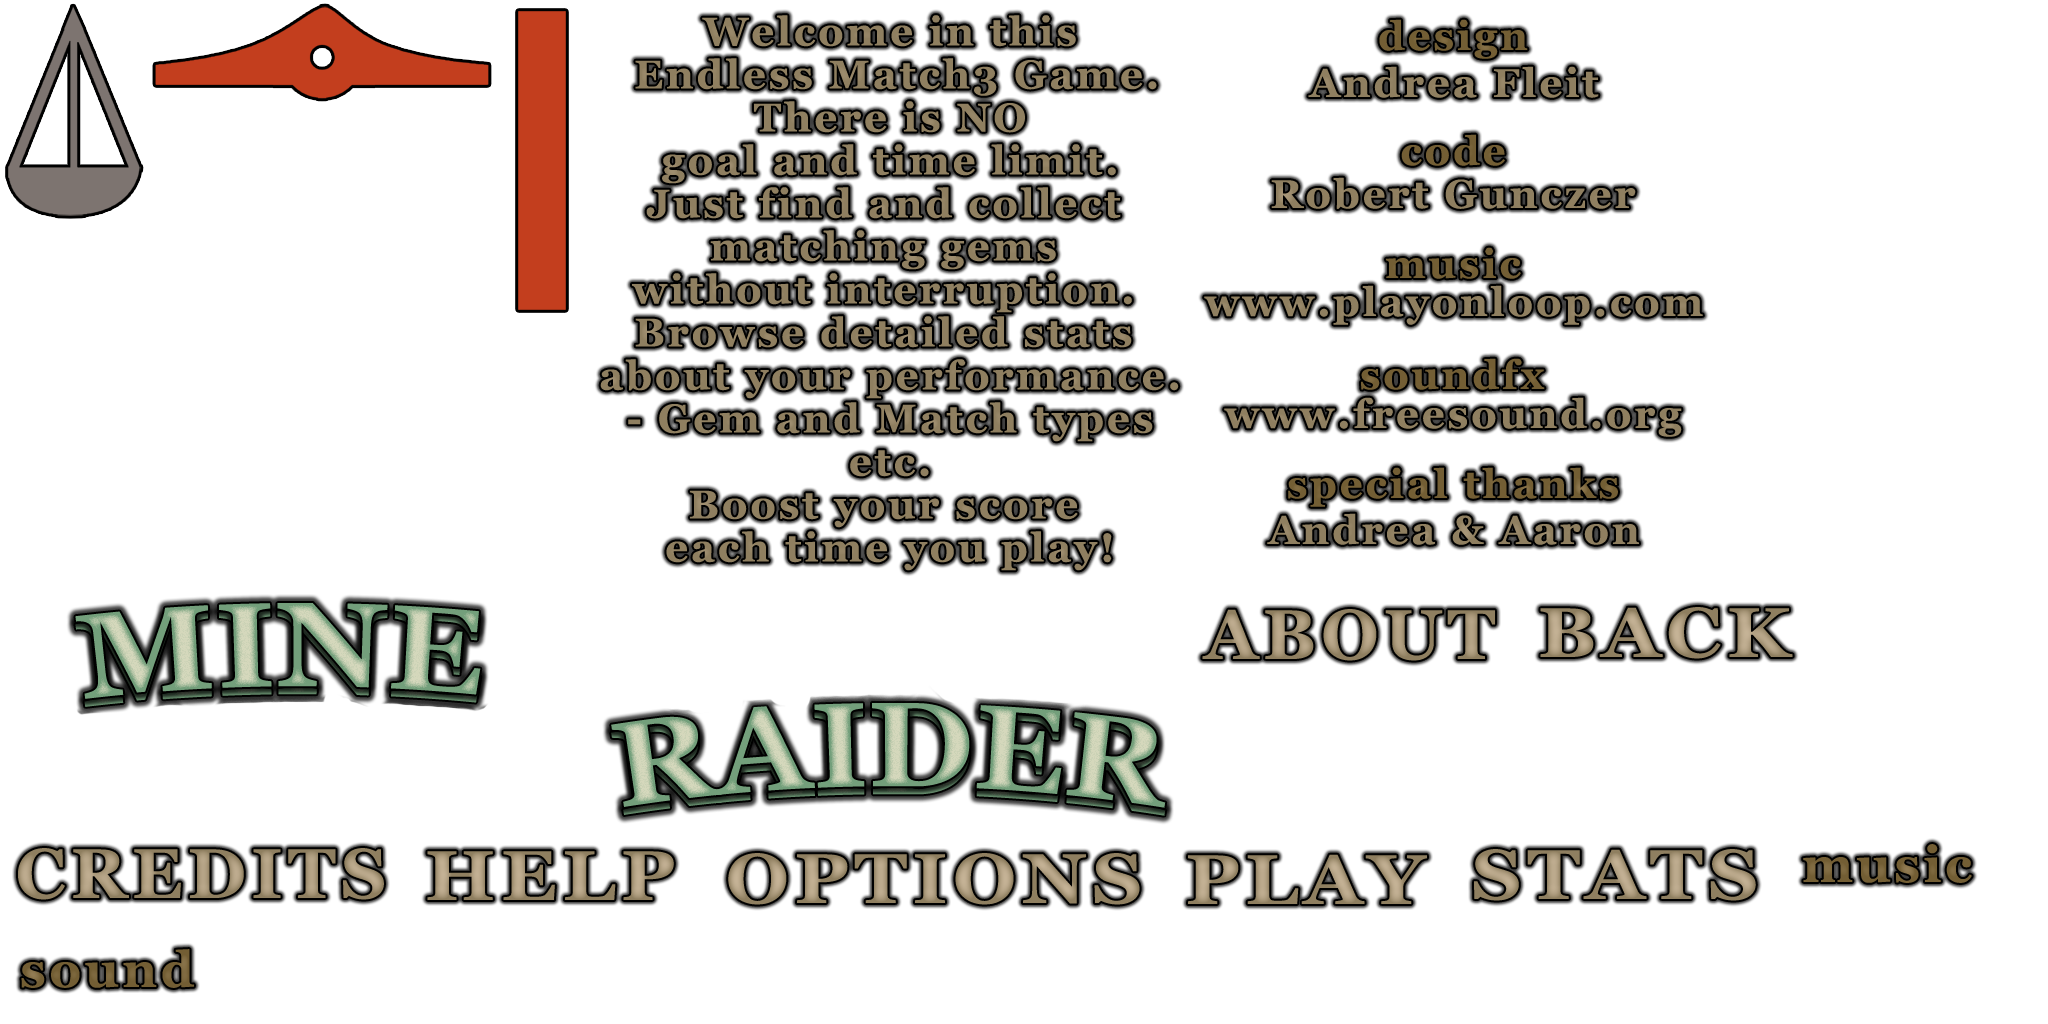 Welcome in this
Endless Match3 Game.
There is NO
goal and time limit.
Just find and collect
matching gems
without interruption.
Browse detailed stats
about your performance.
- Gem and Match types
etc.
Boost your score
each time you play!
design
Andrea Fleit
code
Robert Gunczer
music
www.playonloop.com
soundfx
www.freesound.org
special thanks
Andrea & Aaron
MINE
RAIDER
ABOUT
BACK
CREDITS
HELP
OPTIONS
PLAY
STATS
music
sound